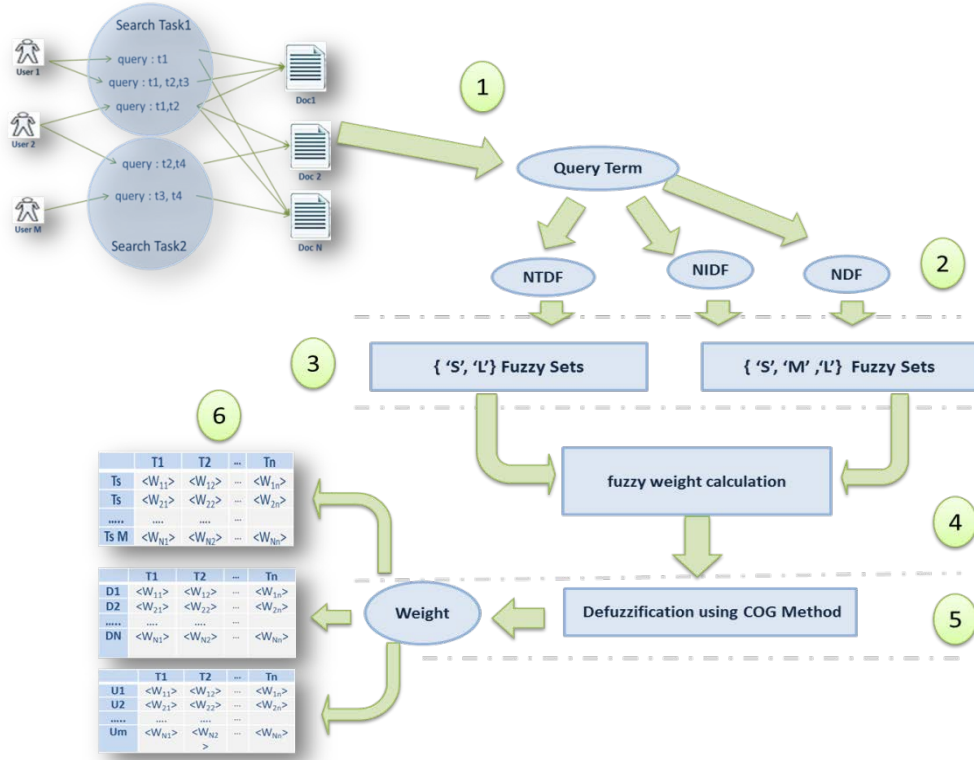 Search Task1
User 1
query : t1
query : t1, t2,t3
query : t1,t2
User 2
query : t2,t4
query : t3, t4
User M
Search Task2
Doc1
Doc 2
Doc N
1
Query Term
NTDF
NIDF
NDF
2
3
{ ‘S’, ‘L’} Fuzzy Sets
{ ‘S’, ‘M’ ,‘L’} Fuzzy Sets
fuzzy weight calculation
4
Defuzzification using COG Method
5
Weight
6
T1 T2 ... Tn
Ts <W11> <W12> ... <W1n>
Ts <W21> <W22> ... <W2n>
..... .... .... ...
Ts M <WN1> <WN2> ... <WNn>
T1 T2 ... Tn
D1 <W11> <W12> ... <W1n>
D2 <W21> <W22> ... <W2n>
..... .... .... ...
DN <WN1> <WN2> ... <WNn>
T1 T2 ... Tn
U1 <W11> <W12> ... <W1n>
U2 <W21> <W22> ... <W2n>
..... .... .... ...
Um <WN1> <WN2 ... <WNn>
>